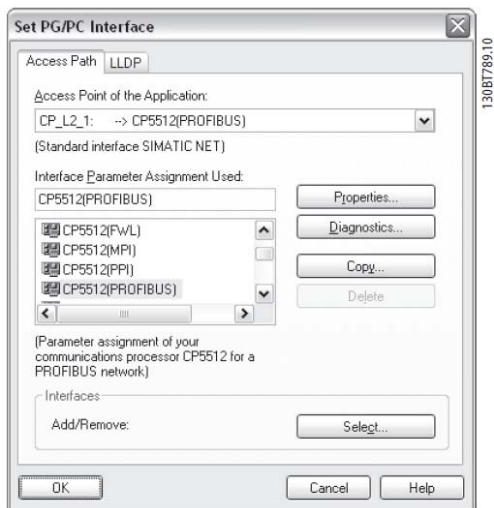 Set PG/PC Interface
Access Path
LLDP
Access Point of the Application:
CP_L2_1: --> CP5512(PROFIBUS)
(Standard interface SIMATIC NET)
Interface Parameter Assignment Used:
CP5512(PROFIBUS)
Properties...
CP5512(FWL)
Diagnostics...
CP5512(MPI)
CP5512(PPI)
Copy...
CP5512(PROFIBUS)
Delete
(Parameter assignment of your
communications processor CP5512 for a
PROFIBUS network)
Interfaces
Add/Remove:
Select...
OK
Cancel
Help
130BT789.10